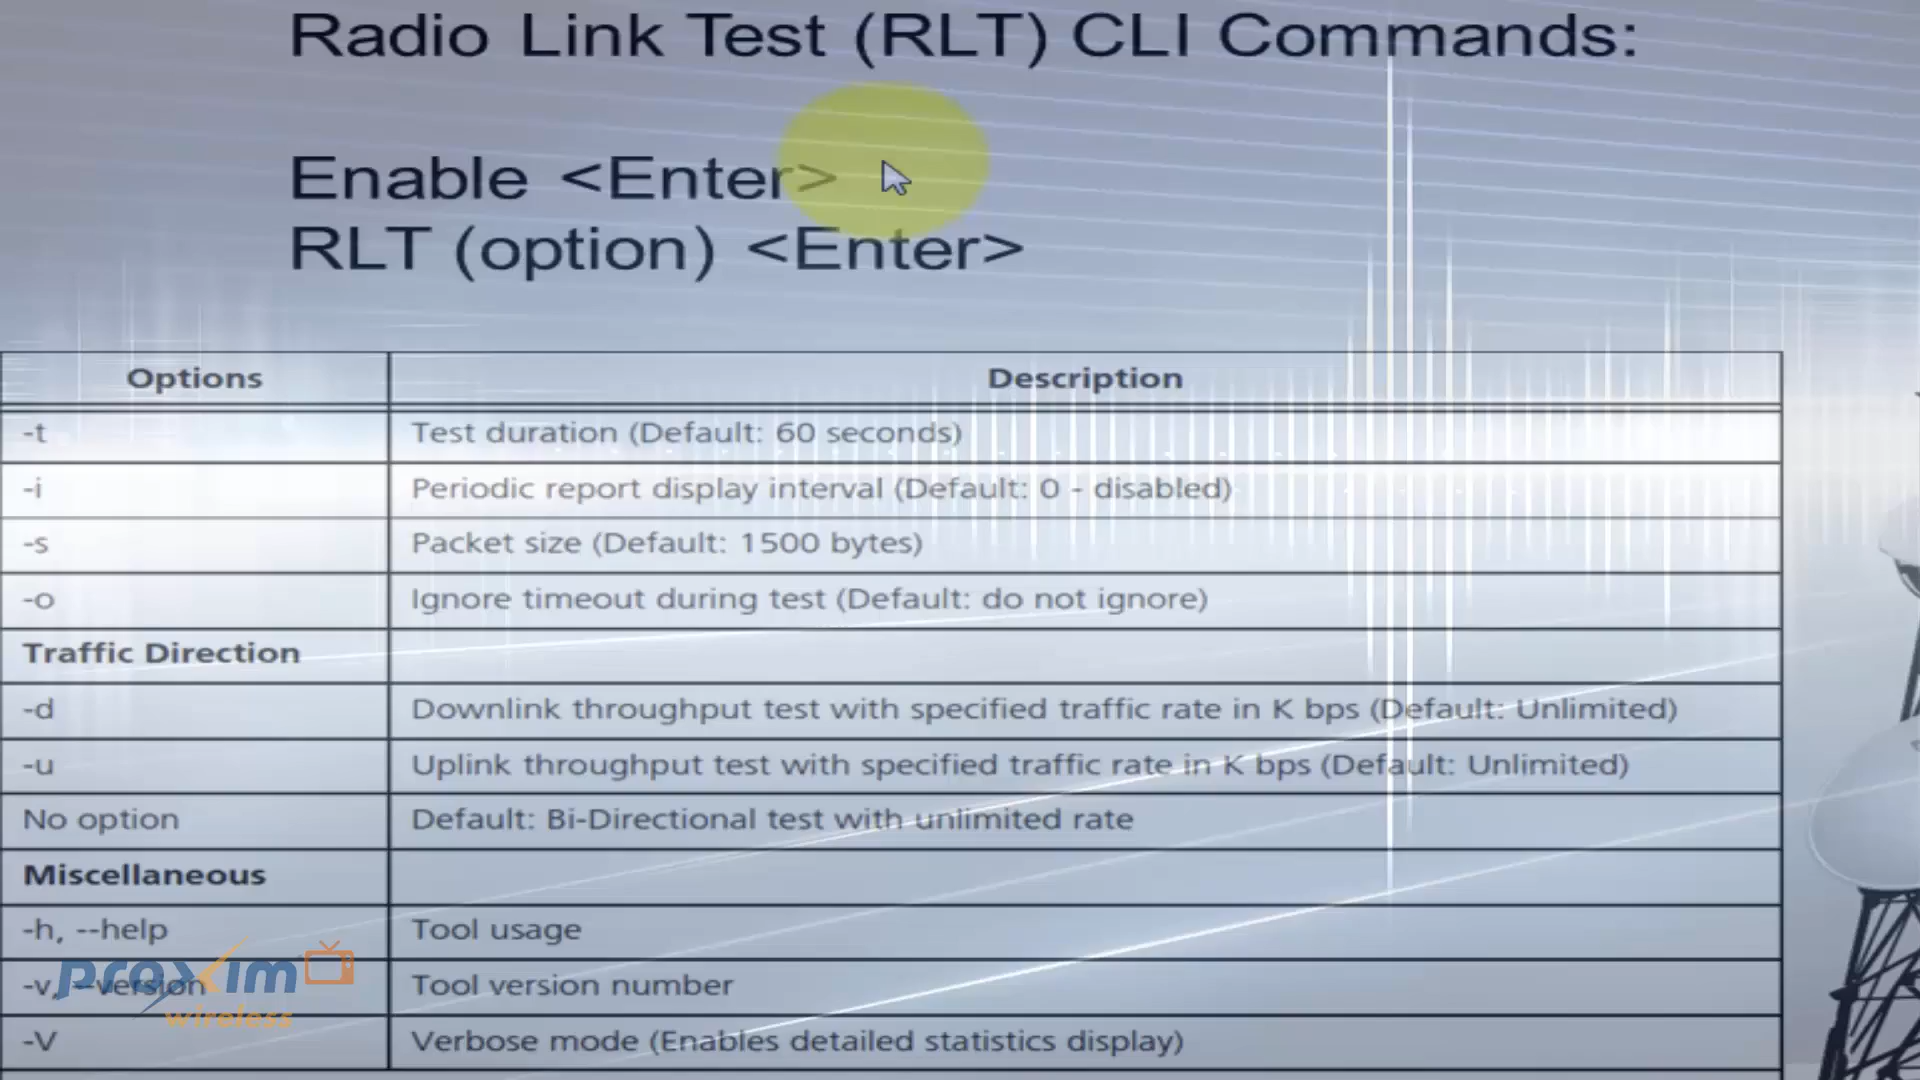 Radio Link Test (RLT) CLI Commands:
Enable <Enter>
RLT (option) <Enter>
Options Description
-t Test duration (Default: 60 seconds)
-i Periodic report display interval (Default: 0 - disabled)
-s Packet size (Default: 1500 bytes)
-o Ignore timeout during test (Default: do not ignore)
Traffic Direction
-d Downlink throughput test with specified traffic rate in K bps (Default: Unlimited)
-u Uplink throughput test with specified traffic rate in K bps (Default: Unlimited)
No option Default: Bi-Directional test with unlimited rate
Miscellaneous
-h, --help Tool usage
-v, --version Tool version number
-V Verbose mode (Enables detailed statistics display)
proxim
wireless